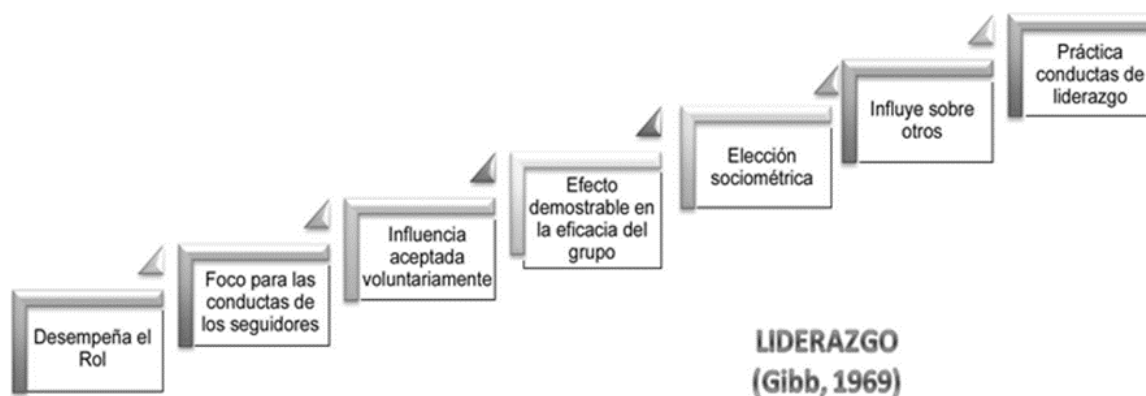 Desempeña el
Rol
Foco para las
conductas de
los seguidores
Influencia
aceptada
voluntariamente
Efecto
demostrable en
la eficacia del
grupo
Elección
sociométrica
Influye sobre
otros
Práctica
conductas de
liderazgo
LIDERAZGO
(Gibb, 1969)